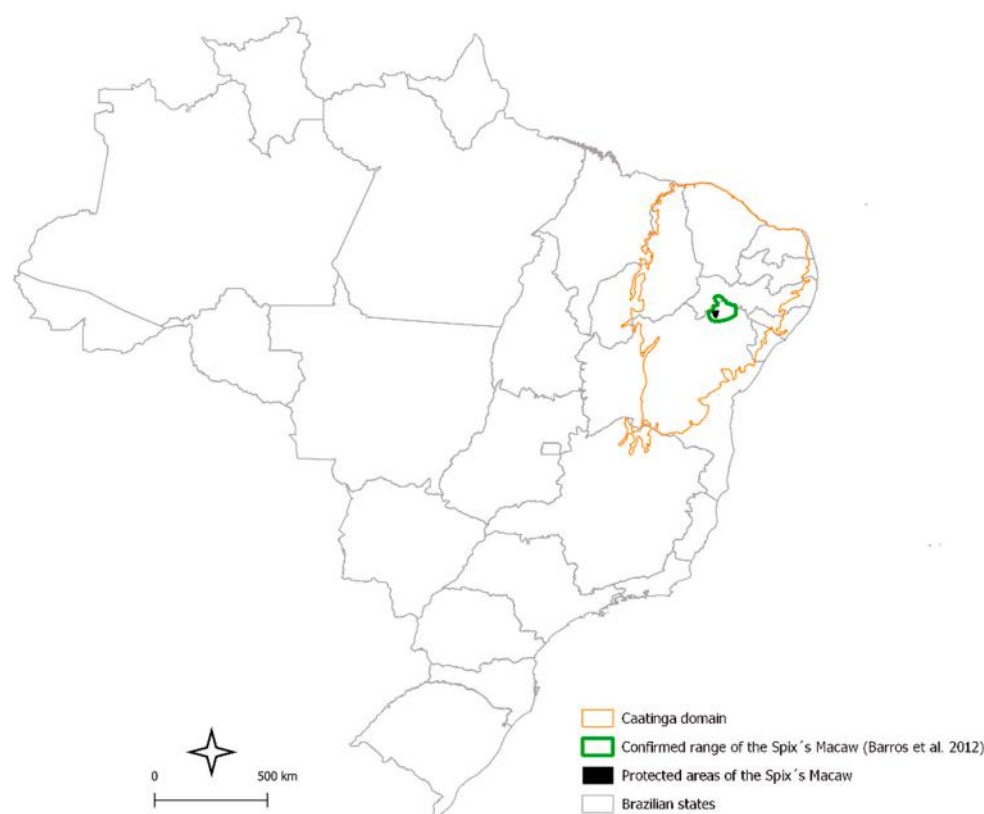 Caatinga domain
Confirmed range of the Spix´s Macaw (Barros et al. 2012)
Protected areas of the Spix´s Macaw
Brazilian states
0 500 km